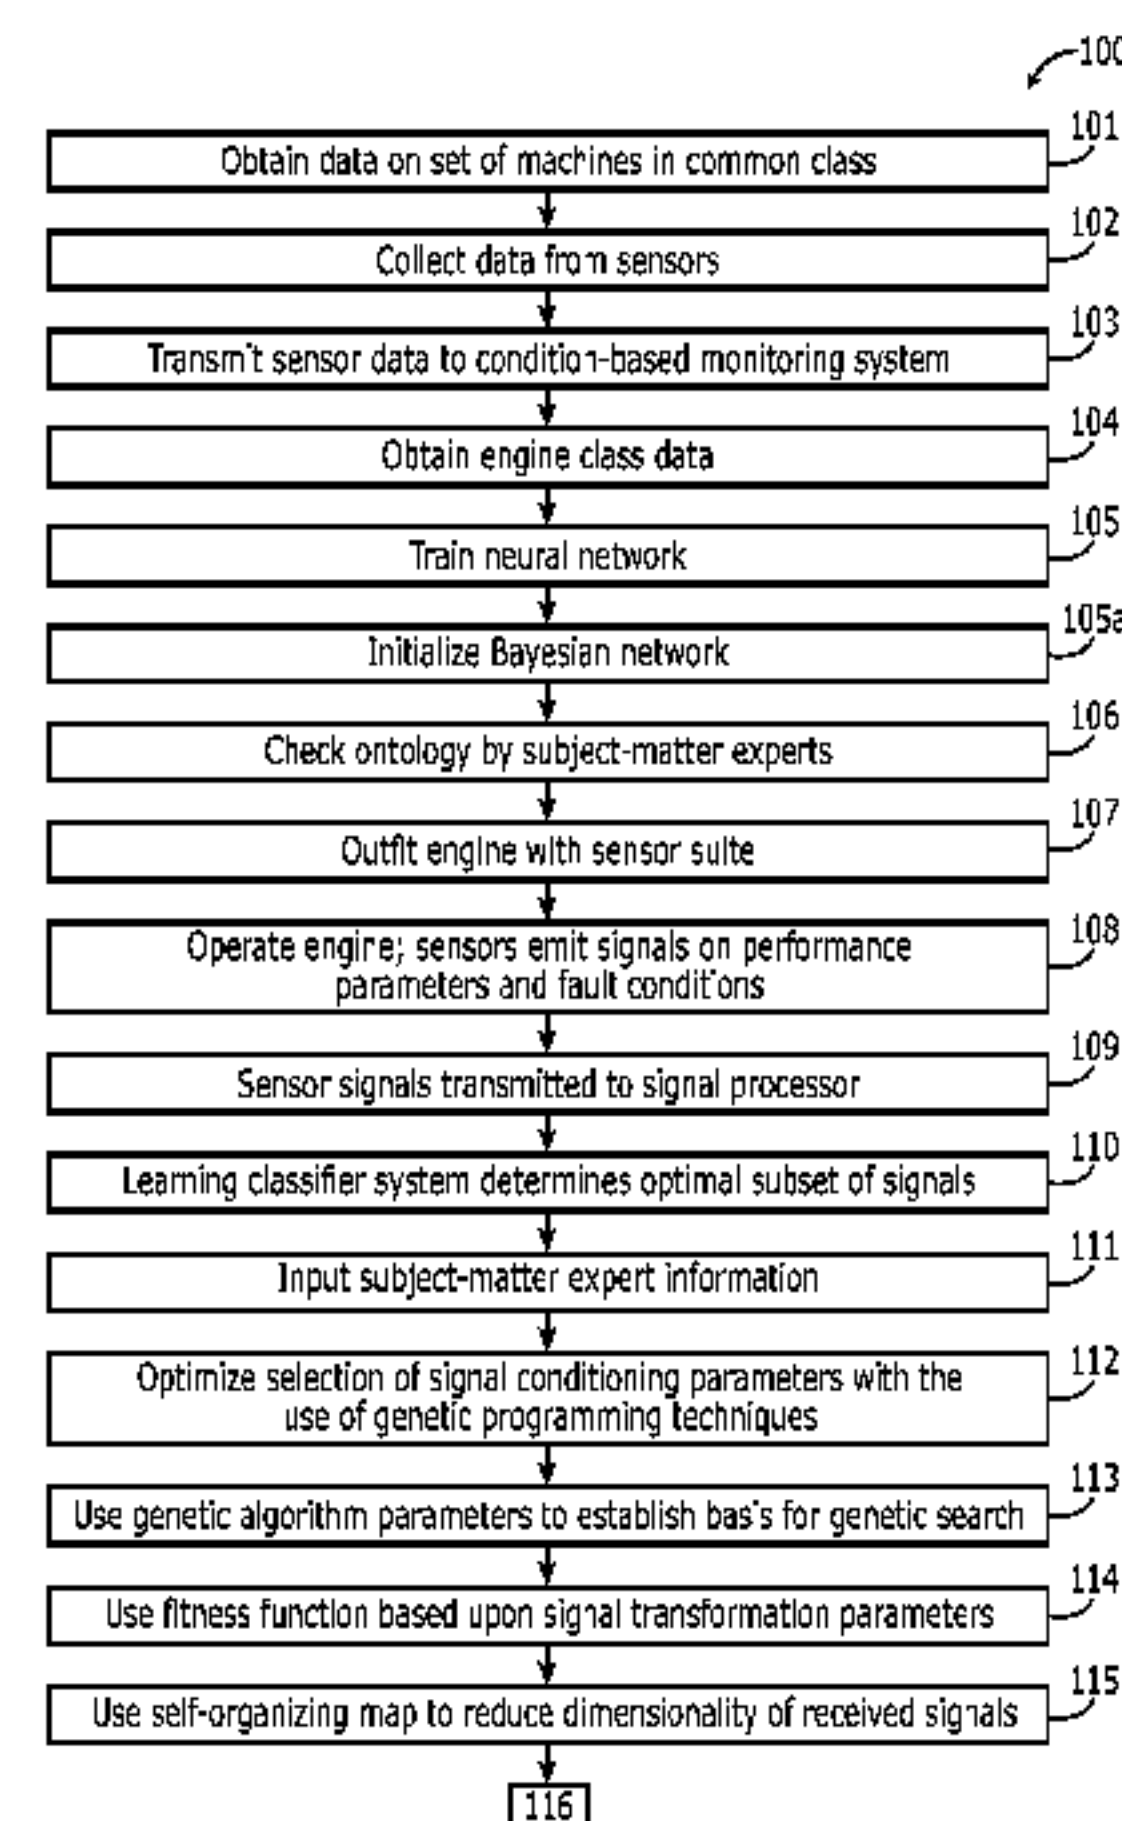 100
101
Obtain data on set of machines in common class
102
Collect data from sensors
103
Transmit sensor data to condition-based monitoring system
104
Obtain engine class data
105
Train neural network
105a
Initialize Bayesian network
106
Check ontology by subject-matter experts
107
Outfit engine with sensor suite
108
Operate engine; sensors emit signals on performance
parameters and fault conditions
109
Sensor signals transmitted to signal processor
110
Learning classifier system determines optimal subset of signals
111
Input subject-matter expert information
112
Optimize selection of signal conditioning parameters with the
use of genetic programming techniques
113
Use genetic algorithm parameters to establish basis for genetic search
114
Use fitness function based upon signal transformation parameters
115
Use self-organizing map to reduce dimensionality of received signals
116